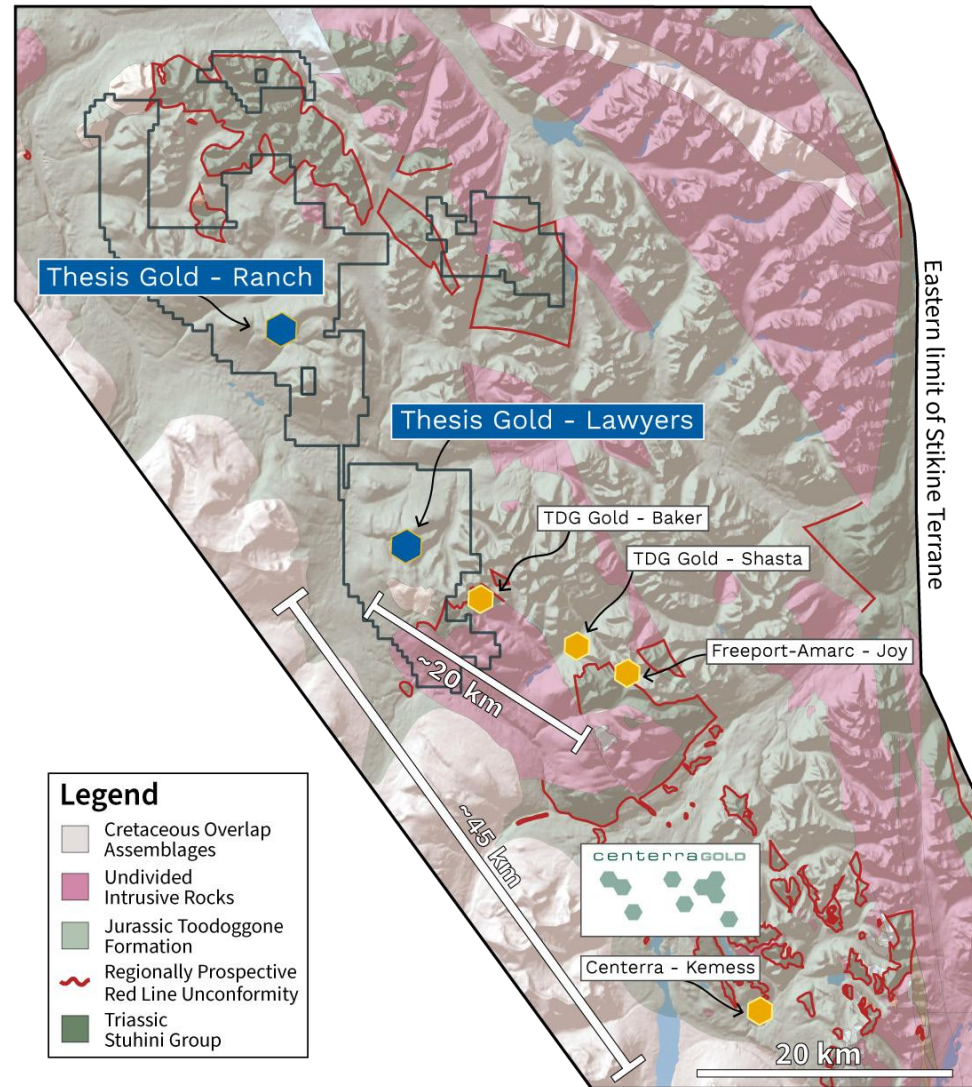 Thesis Gold - Ranch
Thesis Gold - Lawyers
TDG Gold - Baker
TDG Gold - Shasta
Freeport-Amarc - Joy
Eastern limit of Stikine Terrane
~20 km
~45 km
Legend
Cretaceous Overlap
Assemblages
Undivided
Intrusive Rocks
Jurassic Toodoggone
Formation
Regionally Prospective
Red Line Unconformity
Triassic
Stuhini Group
centerraGOLD
Centerra - Kemess
20 km